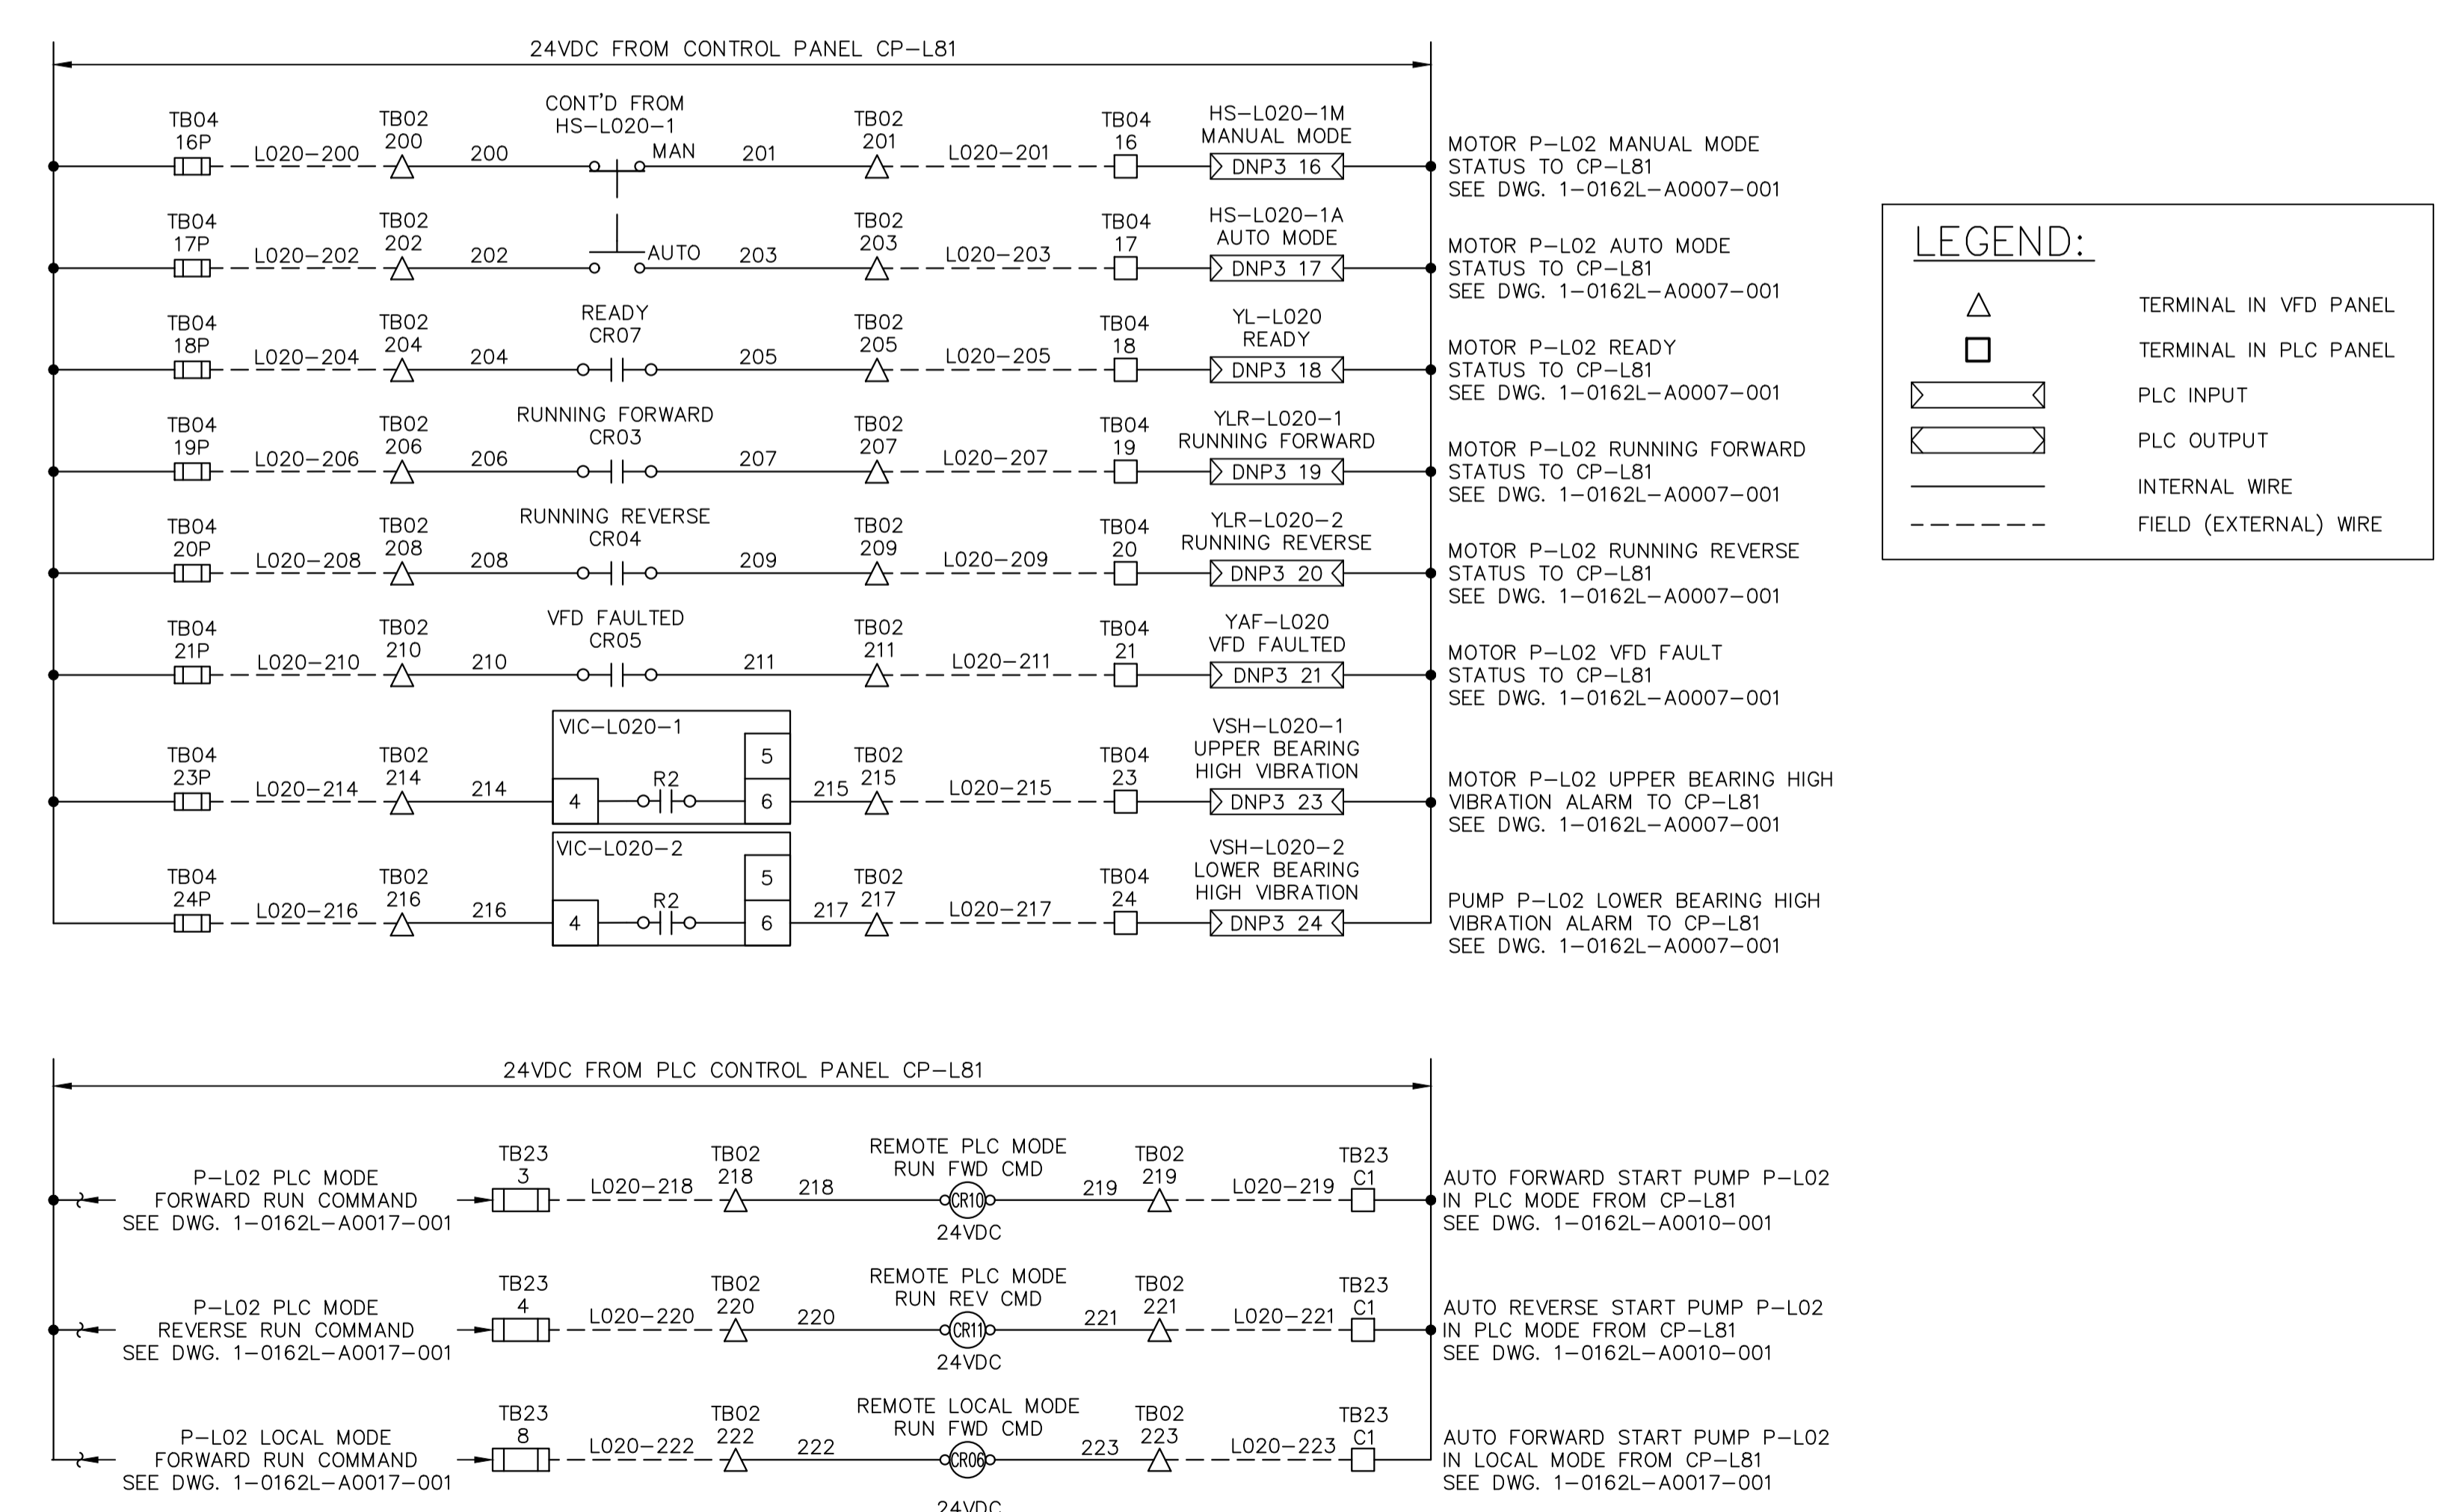 24VDC FROM CONTROL PANEL CP-L81
CONT'D FROM
HS-L020-1
TB04
16P
L020-200
TB02
200
200
MAN
201
TB02
201
L020-201
TB04
16
HS-L020-1M
MANUAL MODE
DNP3 16
MOTOR P-L02 MANUAL MODE
STATUS TO CP-L81
SEE DWG. 1-0162L-A0007-001
TB04
17P
L020-202
TB02
202
202
AUTO
203
TB02
203
L020-203
TB04
17
HS-L020-1A
AUTO MODE
DNP3 17
MOTOR P-L02 AUTO MODE
STATUS TO CP-L81
SEE DWG. 1-0162L-A0007-001
TB04
18P
L020-204
TB02
204
204
READY
CR07
205
TB02
205
L020-205
TB04
18
YL-L020
READY
DNP3 18
MOTOR P-L02 READY
STATUS TO CP-L81
SEE DWG. 1-0162L-A0007-001
TB04
19P
L020-206
TB02
206
206
RUNNING FORWARD
CR03
207
TB02
207
L020-207
TB04
19
YLR-L020-1
RUNNING FORWARD
DNP3 19
MOTOR P-L02 RUNNING FORWARD
STATUS TO CP-L81
SEE DWG. 1-0162L-A0007-001
TB04
20P
L020-208
TB02
208
208
RUNNING REVERSE
CR04
209
TB02
209
L020-209
TB04
20
YLR-L020-2
RUNNING REVERSE
DNP3 20
MOTOR P-L02 RUNNING REVERSE
STATUS TO CP-L81
SEE DWG. 1-0162L-A0007-001
TB04
21P
L020-210
TB02
210
210
VFD FAULTED
CR05
211
TB02
211
L020-211
TB04
21
YAF-L020
VFD FAULTED
DNP3 21
MOTOR P-L02 VFD FAULT
STATUS TO CP-L81
SEE DWG. 1-0162L-A0007-001
TB04
23P
L020-214
TB02
214
214
VIC-L020-1
4
R2
5
6
215
TB02
215
L020-215
TB04
23
VSH-L020-1
UPPER BEARING
HIGH VIBRATION
DNP3 23
MOTOR P-L02 UPPER BEARING HIGH
VIBRATION ALARM TO CP-L81
SEE DWG. 1-0162L-A0007-001
TB04
24P
L020-216
TB02
216
216
VIC-L020-2
4
R2
5
6
217
TB02
217
L020-217
TB04
24
VSH-L020-2
LOWER BEARING
HIGH VIBRATION
DNP3 24
PUMP P-L02 LOWER BEARING HIGH
VIBRATION ALARM TO CP-L81
SEE DWG. 1-0162L-A0007-001
LEGEND:
TERMINAL IN VFD PANEL
TERMINAL IN PLC PANEL
PLC INPUT
PLC OUTPUT
INTERNAL WIRE
FIELD (EXTERNAL) WIRE
24VDC FROM PLC CONTROL PANEL CP-L81
P-L02 PLC MODE
FORWARD RUN COMMAND
SEE DWG. 1-0162L-A0017-001
TB23
3
L020-218
TB02
218
218
REMOTE PLC MODE
RUN FWD CMD
CR10
24VDC
219
TB02
219
L020-219
TB23
C1
AUTO FORWARD START PUMP P-L02
IN PLC MODE FROM CP-L81
SEE DWG. 1-0162L-A0010-001
P-L02 PLC MODE
REVERSE RUN COMMAND
SEE DWG. 1-0162L-A0017-001
TB23
4
L020-220
TB02
220
220
REMOTE PLC MODE
RUN REV CMD
CR11
24VDC
221
TB02
221
L020-221
TB23
C1
AUTO REVERSE START PUMP P-L02
IN PLC MODE FROM CP-L81
SEE DWG. 1-0162L-A0010-001
P-L02 LOCAL MODE
FORWARD RUN COMMAND
SEE DWG. 1-0162L-A0017-001
TB23
8
L020-222
TB02
222
222
REMOTE LOCAL MODE
RUN FWD CMD
CR06
24VDC
223
TB02
223
L020-223
TB23
C1
AUTO FORWARD START PUMP P-L02
IN LOCAL MODE FROM CP-L81
SEE DWG. 1-0162L-A0017-001